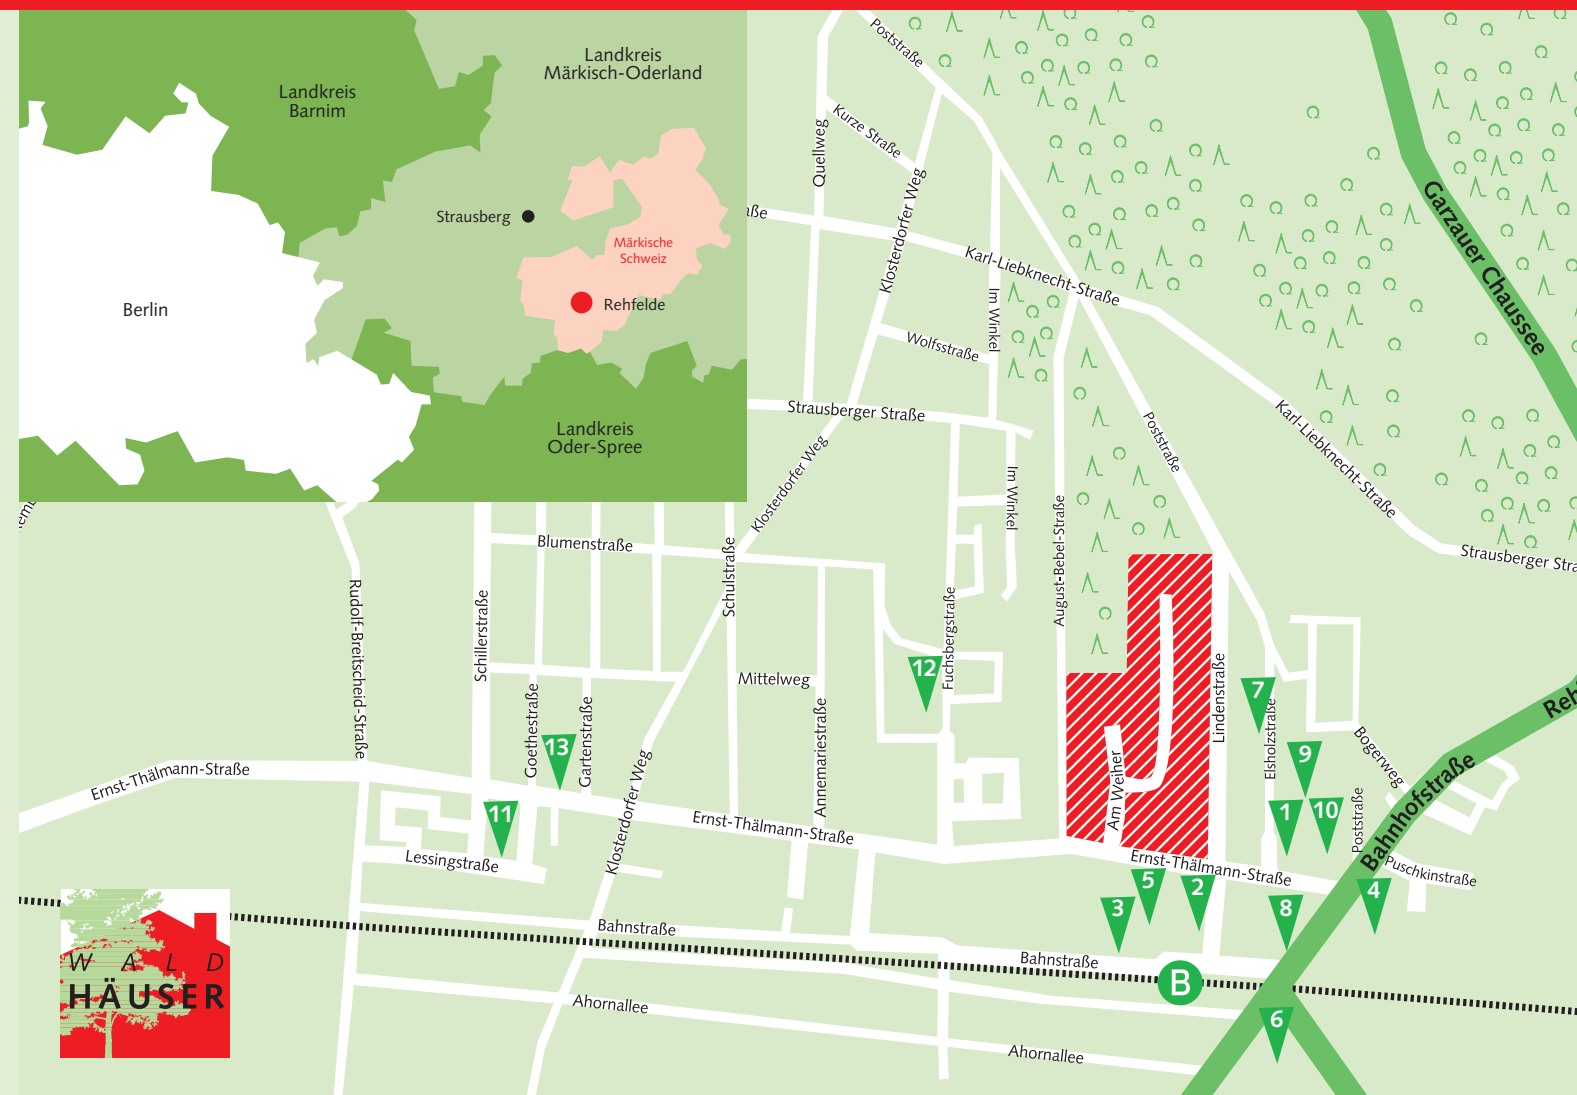 Landkreis
Märkisch-Oderland
Landkreis
Barnim
Strausberg
Märkische
Schweiz
Berlin
Rehfelde
Landkreis
Oder-Spree
Poststraße
Kurze Straße
Quellweg
Klosterdorfer Weg
aße
Karl-Liebknecht-Straße
Im Winkel
Wolfsstraße
Garzauer Chaussee
Strausberger Straße
Klosterdorfer Weg
Im Winkel
Poststraße
Karl-Liebknecht-Straße
Strausberger Stra
Blumenstraße
Schulstraße
August-Bebel-Straße
Rudolf-Breitscheid-Straße
Schillerstraße
Fuchsbergstraße
12
Mittelweg
Lindenstraße
7
Elsholzstraße
Reh
Goethestraße
13
Gartenstraße
Annemariestraße
Klosterdorfer Weg
Am Weiher
9
Bogerweg
Bahnhofstraße
Ernst-Thälmann-Straße
11
Ernst-Thälmann-Straße
1
10
Poststraße
Lessingstraße
Ernst-Thälmann-Straße
Puschkinstraße
5
2
4
3
8
Bahnstraße
Bahnstraße
B
WALD
HÄUSER
Ahornallee
6
Ahornallee